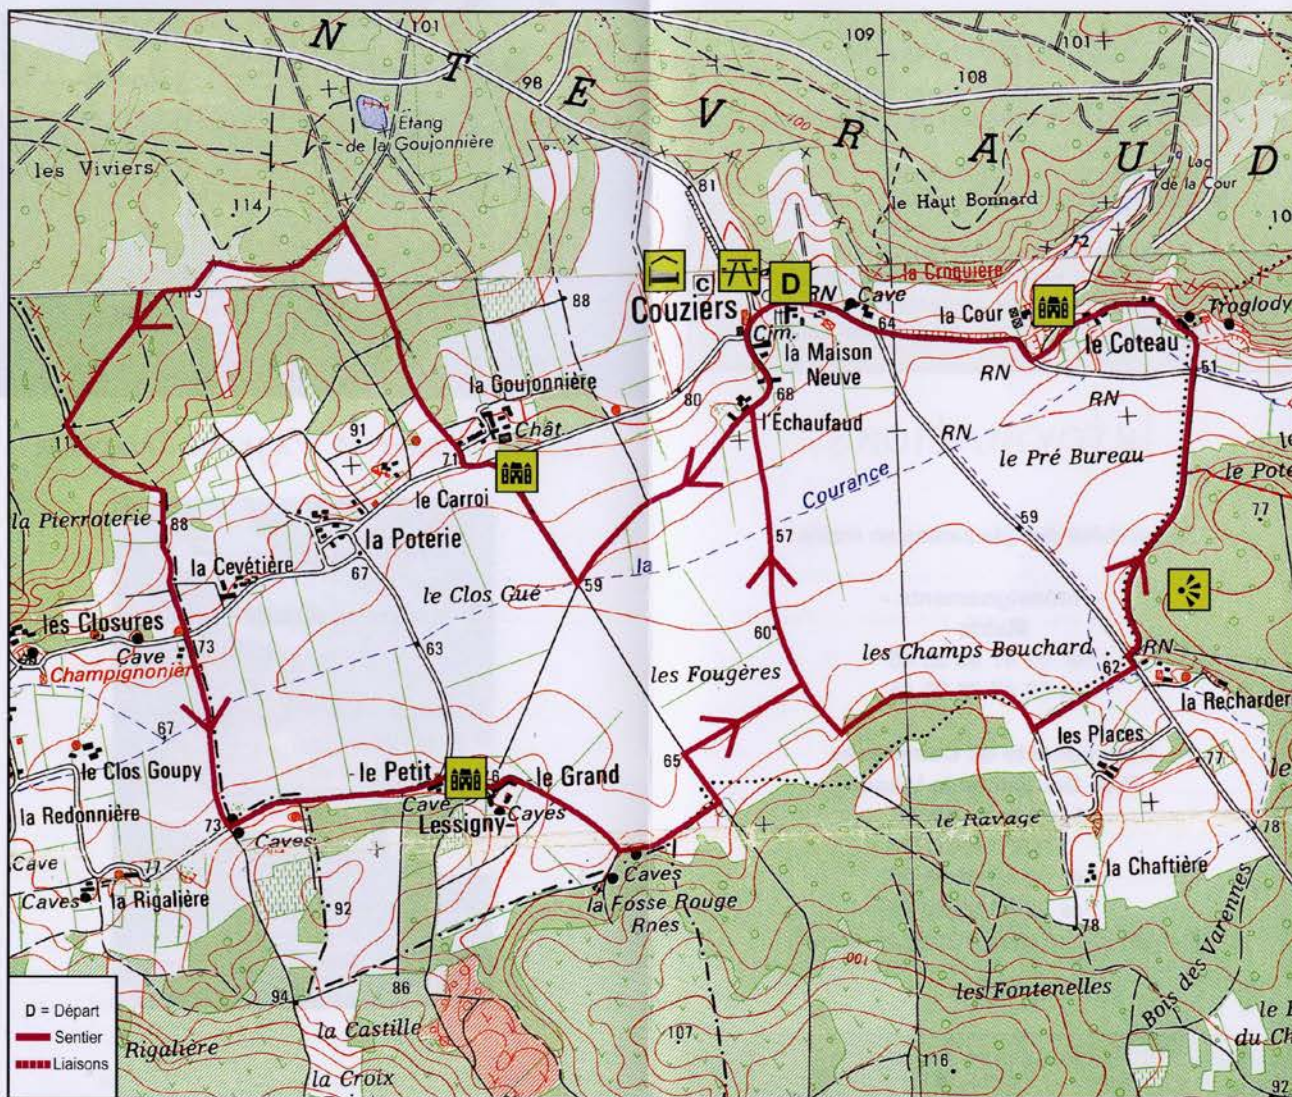 N T E V R A U D
101
109
101
98
108
Etang
de la Goujonnière
les Viviers
100
Lac
de la Cour
81
le Haut Bonnard
114
72
la Croquière
C
D
88
RN
Cave
la Cour
Troglody
Couziers
64
le Coteau
Cim.
la Maison
Neuve
RN
51
la Goujonnière
80
68
RN
Chât.
l'Échaufaud
91
RN
71
le Pré Bureau
le Pote
le Carroi
Courance
la Pierroterie
88
la Poterie
59
77
57
la Cevétière
67
la
le Clos Gué
59
les Closures
60
Cave
73
63
les Champs Bouchard
RN
Champignonièr
62
les Fougères
la Recharder
67
les Places
le Clos Goupy
le Petit
65
77
le Grand
la Redonnière
Cave
Lessigny
Caves
73
Caves
le Ravage
78
Cave
77
la Chaftière
Caves
la Rigalière
Caves
la Fosse Rouge
Rnes
92
78
Bois des Varennes
100
94
86
les Fontenelles
D = Départ
la Castille
107
du Ch
Sentier
Rigalière
116
Liaisons
la Croix
92